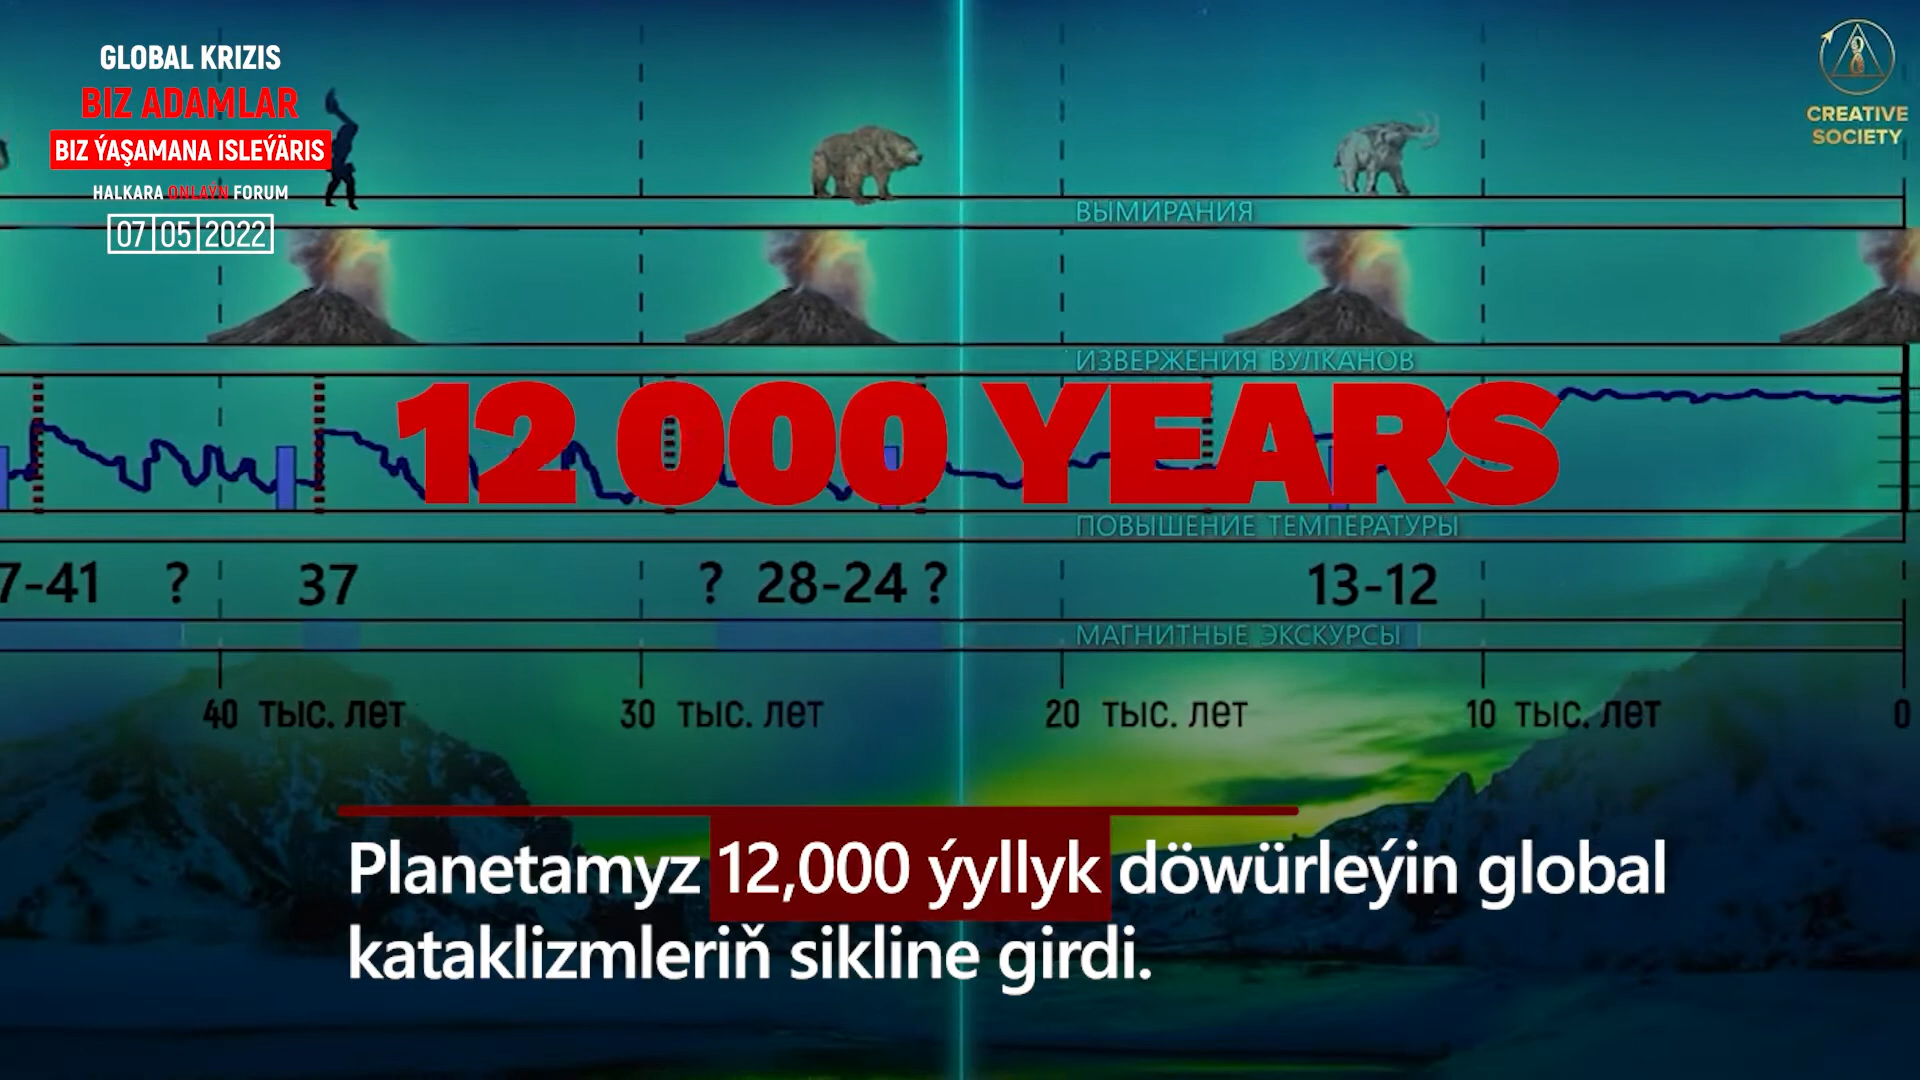 GLOBAL KRIZIS
BIZ ADAMLAR
BIZ ÝAŞAMANA ISLEÝÄRIS
HALKARA ONLAÝN FORUM
07 05 2022
CREATIVE
SOCIETY
ВЫМИРАНИЯ
ИЗВЕРЖЕНИЯ ВУЛКАНОВ
12 000 YEARS
ПОВЫШЕНИЕ ТЕМПЕРАТУРЫ
7-41 ? 37 ? 28-24 ? 13-12
МАГНИТНЫЕ ЭКСКУРСЫ
40 тыс. лет 30 тыс. лет 20 тыс. лет 10 тыс. лет 0
Planetamyz 12,000 ýyllyk döwürleýin global
kataklizmleriň sikline girdi.